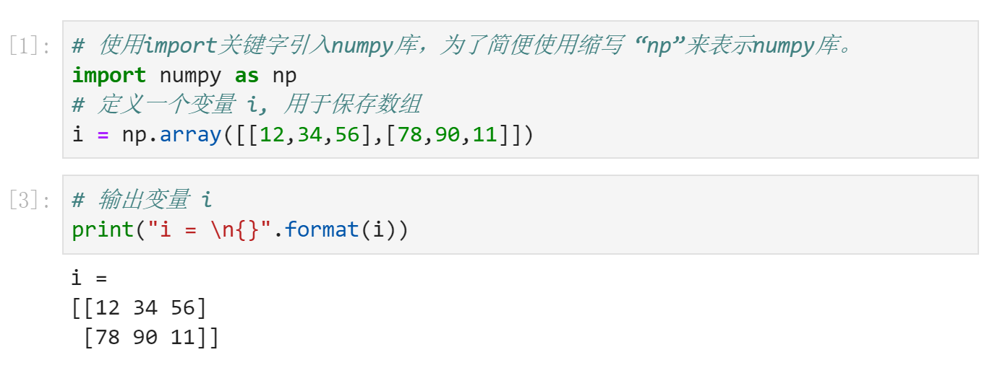 [1]:
# 使用import关键字引入numpy库，为了简便使用缩写“np”来表示numpy库。
import numpy as np
# 定义一个变量 i, 用于保存数组
i = np.array([[12,34,56],[78,90,11]])
[3]:
# 输出变量 i
print("i = \n{}".format(i))
i =
[[12 34 56]
 [78 90 11]]